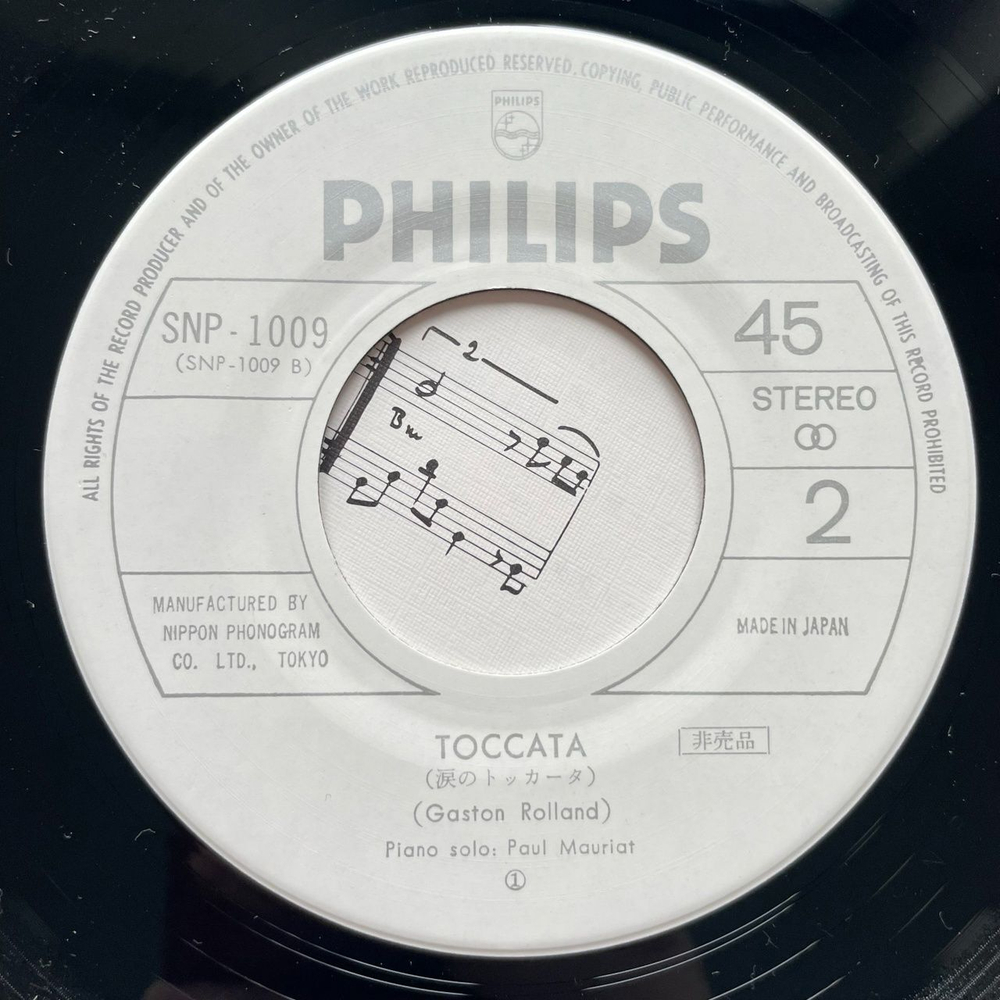 ALL RIGHTS OF THE RECORD PRODUCER AND OF THE OWNER OF THE WORK REPRODUCED RESERVED. COPYING, PUBLIC PERFORMANCE AND BROADCASTING OF THIS RECORD PROHIBITED
PHILIPS
PHILIPS
SNP-1009
(SNP-1009 B)
45
STEREO
2
2
Bm
MANUFACTURED BY
NIPPON PHONOGRAM
CO. LTD., TOKYO
MADE IN JAPAN
TOCCATA
非売品
(涙のトッカータ)
(Gaston Rolland)
Piano solo: Paul Mauriat
①